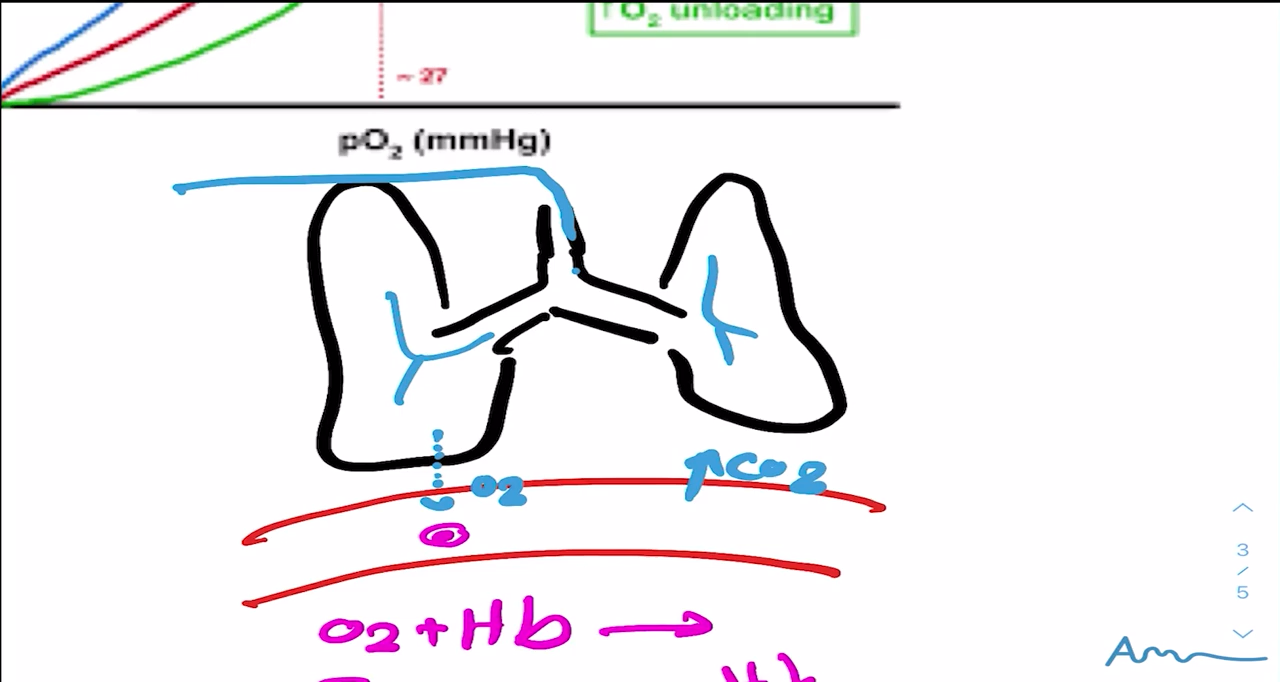 ↑O₂ unloading
~ 27
pO₂ (mmHg)
O2
↑CO2
O2 + Hb →
3
/
5